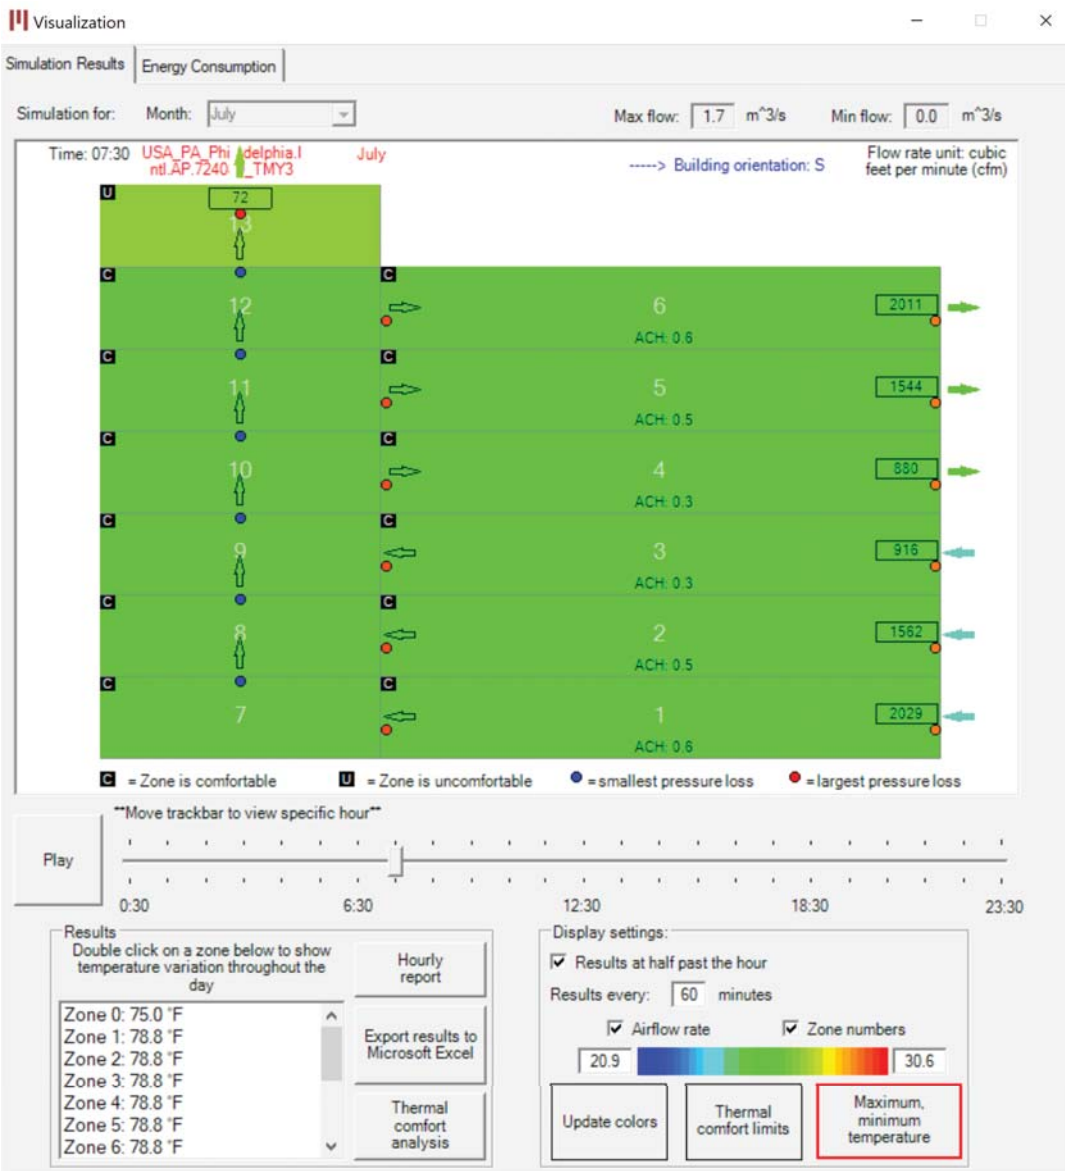 Visualization
Simulation Results
Energy Consumption
Simulation for: Month: July
Max flow: 1.7 m^3/s Min flow: 0.0 m^3/s
Time: 07:30
USA_PA_Phi delphia.I
ntl.AP.7240 _TMY3
July
-----> Building orientation: S
Flow rate unit: cubic
feet per minute (cfm)
U
72
13
C C
12 6 2011
ACH: 0.6
C C
11 5 1544
ACH: 0.5
C C
10 4 880
ACH: 0.3
C C
9 3 916
ACH: 0.3
C C
8 2 1562
ACH: 0.5
C C
7 1 2029
ACH: 0.6
C = Zone is comfortable U = Zone is uncomfortable = smallest pressure loss = largest pressure loss
**Move trackbar to view specific hour**
Play
0:30 6:30 12:30 18:30 23:30
Results
Double click on a zone below to show
temperature variation throughout the
day
Zone 0: 75.0 °F
Zone 1: 78.8 °F
Zone 2: 78.8 °F
Zone 3: 78.8 °F
Zone 4: 78.8 °F
Zone 5: 78.8 °F
Zone 6: 78.8 °F
Hourly
report
Export results to
Microsoft Excel
Thermal
comfort
analysis
Display settings:
Results at half past the hour
Results every: 60 minutes
Airflow rate Zone numbers
20.9 30.6
Update colors
Thermal
comfort limits
Maximum,
minimum
temperature